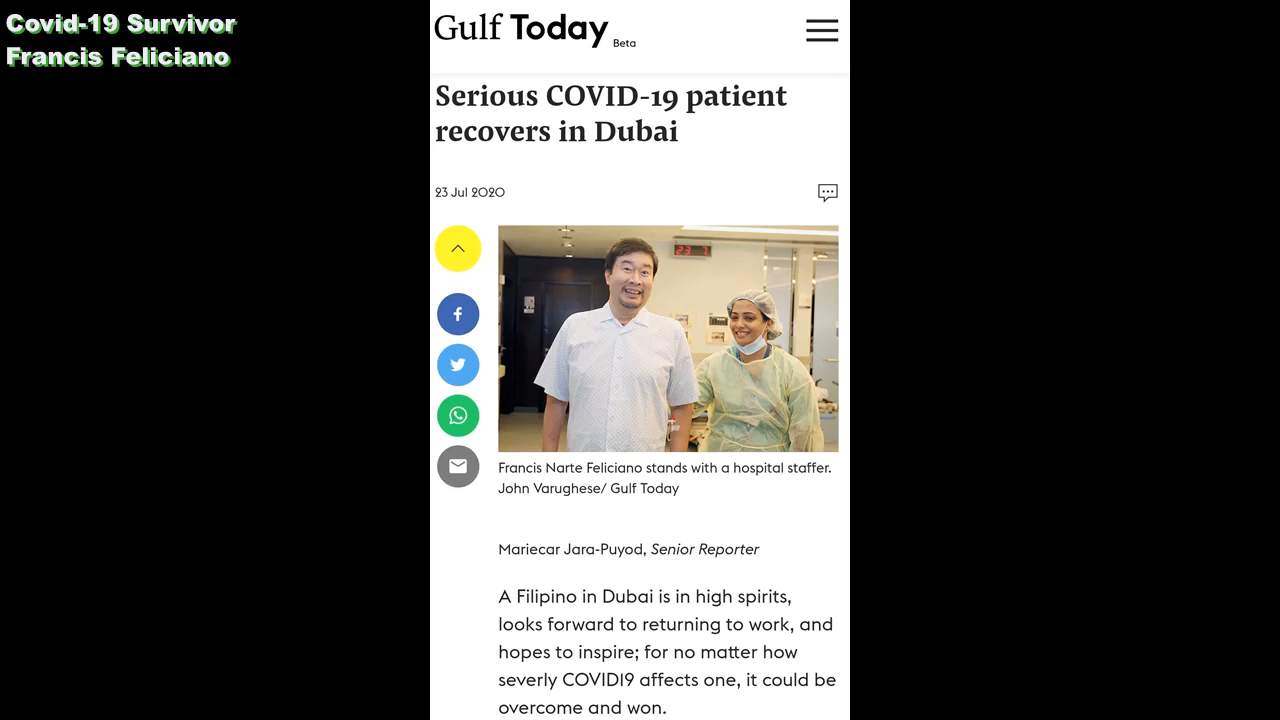 Covid-19 Survivor
Francis Feliciano
Gulf Today
Beta
Serious COVID-19 patient
recovers in Dubai
23 Jul 2020
23 7
Francis Narte Feliciano stands with a hospital staffer.
John Varughese/ Gulf Today
Mariecar Jara-Puyod, Senior Reporter
A Filipino in Dubai is in high spirits,
looks forward to returning to work, and
hopes to inspire; for no matter how
severly COVID19 affects one, it could be
overcome and won.